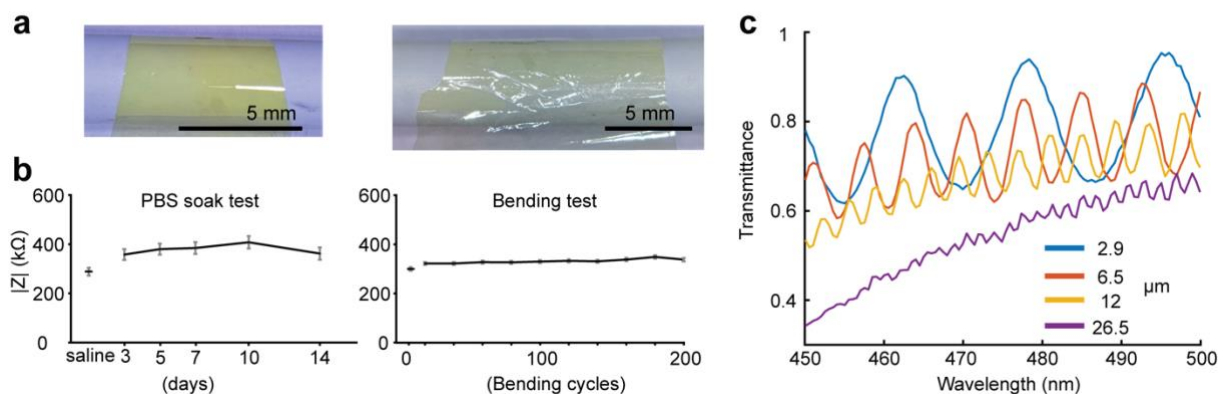 a
5 mm
5 mm
b
PBS soak test
Bending test
|Z| (kΩ)
600
400
200
0
saline
3
5
7
10
14
(days)
600
400
200
0
0
100
200
(Bending cycles)
c
1
0.8
0.6
0.4
Transmittance
2.9
6.5
12
26.5
μm
450
460
470
480
490
500
Wavelength (nm)